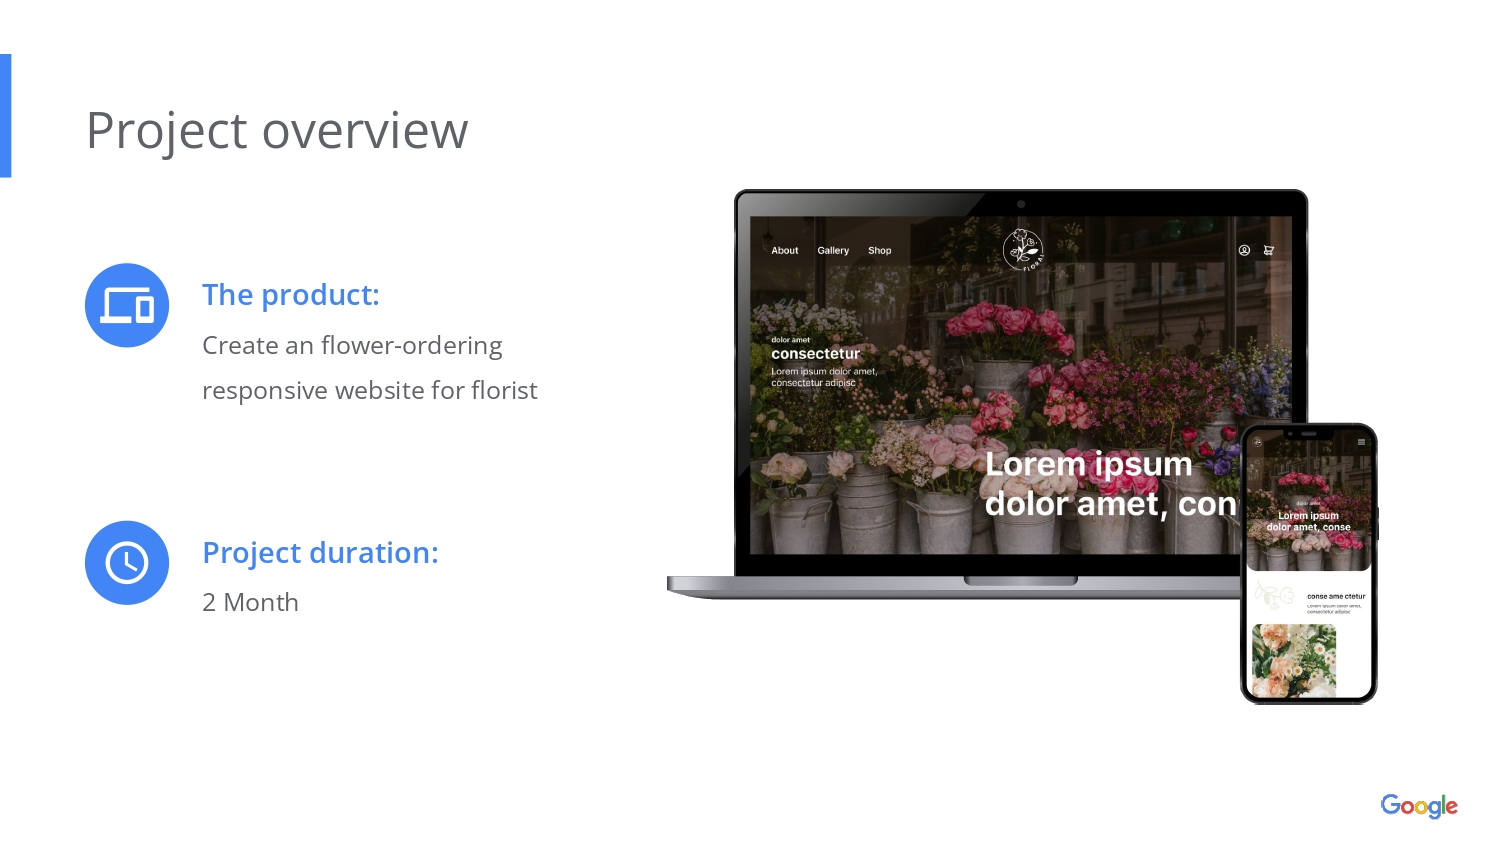 Project overview
The product:
Create an flower-ordering
responsive website for florist
Project duration:
2 Month
About Gallery Shop
FLORAL
dolor amet
consectetur
Lorem ipsum dolor amet,
consectetur adipisc
Lorem ipsum
dolor amet, con
dolor amet
Lorem ipsum
dolor amet, conse
conse ame ctetur
Lorem ipsum dolor amet,
consectetur adipisc
Google